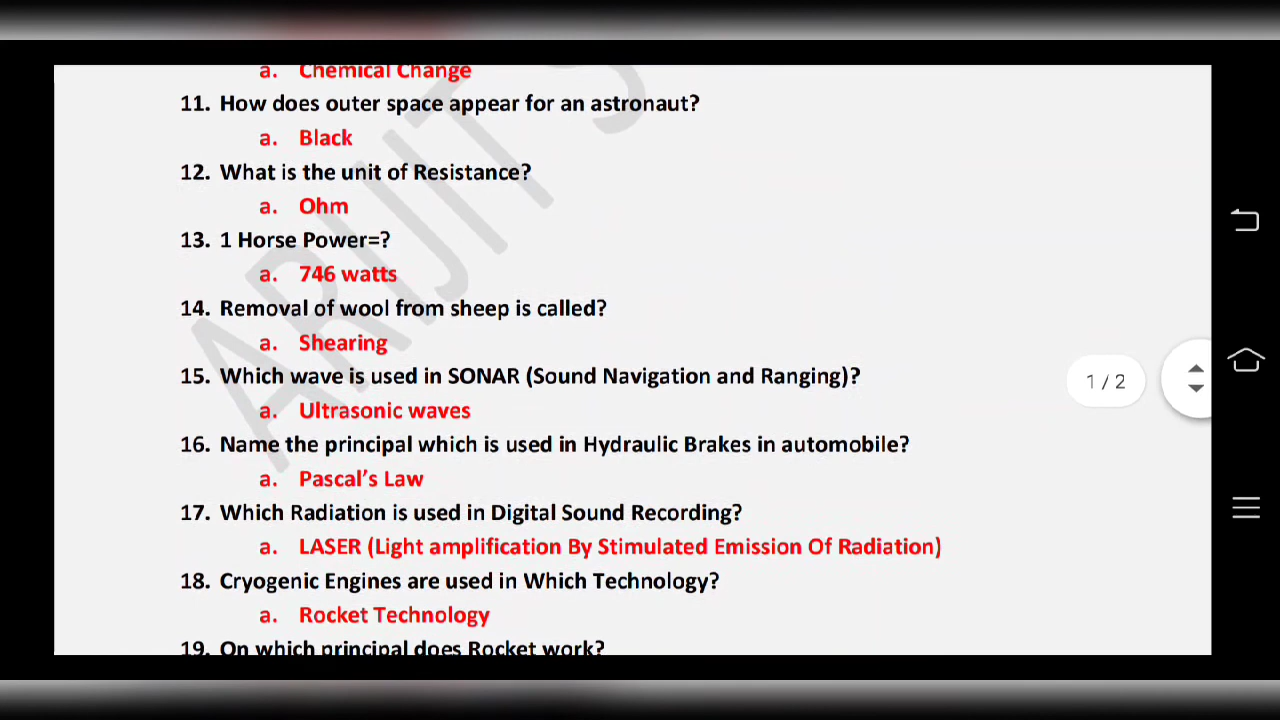 a. Chemical Change
11. How does outer space appear for an astronaut?
a. Black
12. What is the unit of Resistance?
a. Ohm
13. 1 Horse Power=?
a. 746 watts
14. Removal of wool from sheep is called?
a. Shearing
15. Which wave is used in SONAR (Sound Navigation and Ranging)?
a. Ultrasonic waves
16. Name the principal which is used in Hydraulic Brakes in automobile?
a. Pascal’s Law
17. Which Radiation is used in Digital Sound Recording?
a. LASER (Light amplification By Stimulated Emission Of Radiation)
18. Cryogenic Engines are used in Which Technology?
a. Rocket Technology
19. On which principal does Rocket work?
1 / 2
ARIJIT S